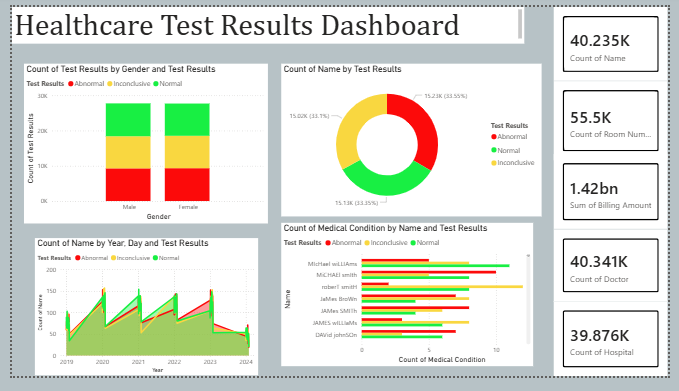 Healthcare Test Results Dashboard
Count of Test Results by Gender and Test Results
Test Results Abnormal Inconclusive Normal
30K
20K
10K
0K
Count of Test Results
Male Female
Gender
Count of Name by Test Results
15.23K (33.55%)
15.02K (33.1%)
15.13K (33.35%)
Test Results
Abnormal
Normal
Inconclusive
40.235K
Count of Name
55.5K
Count of Room Num...
1.42bn
Sum of Billing Amount
40.341K
Count of Doctor
39.876K
Count of Hospital
Count of Name by Year, Day and Test Results
Test Results Abnormal Inconclusive Normal
200
150
100
50
0
Count of Name
2019 2020 2021 2022 2023 2024
Year
Count of Medical Condition by Name and Test Results
Test Results Abnormal Inconclusive Normal
Name
MIchael wiLLIAms
MiCHAEl smith
roberT smitH
JaMes BroWn
JAMes SMITh
JAMES wiLLIaMs
DAVid johnSOn
0 5 10
Count of Medical Condition